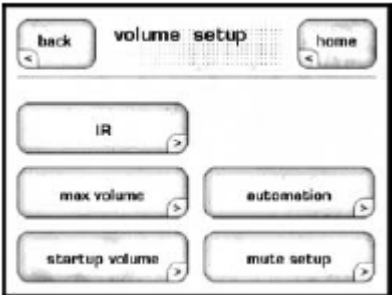 back volume setup home
< <
IR
>
max volume automation
> >
startup volume mute setup
> >